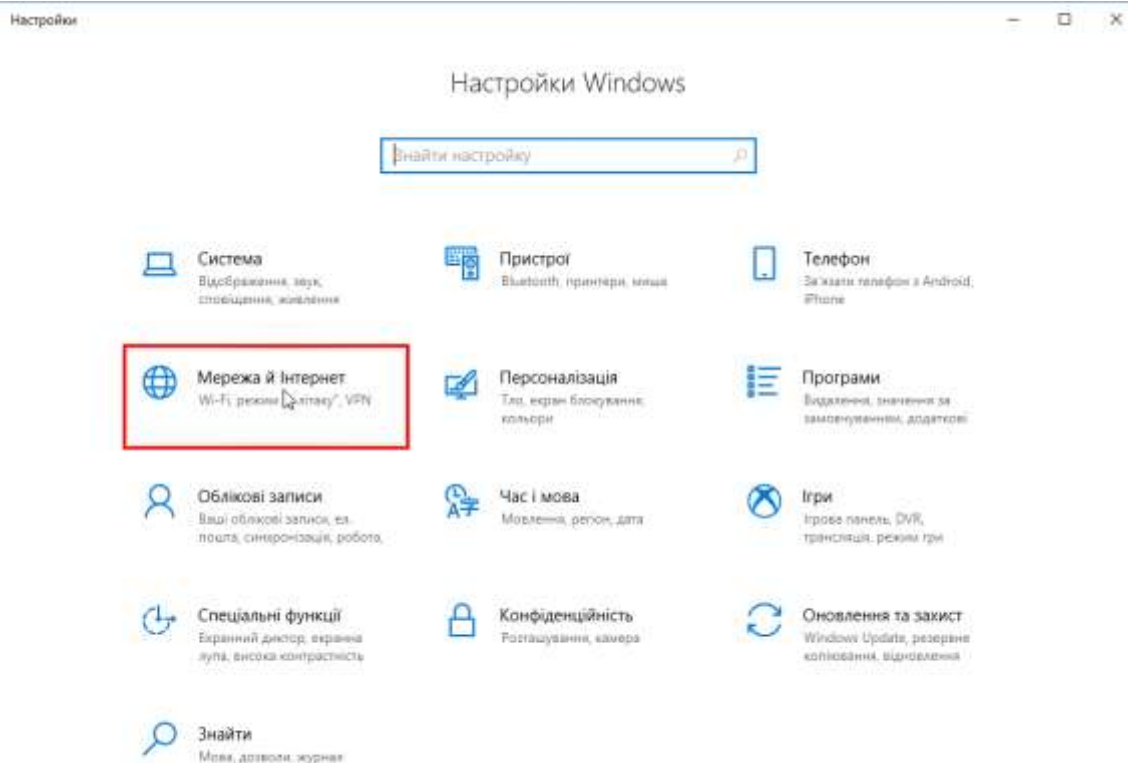 Настройки
Настройки Windows
Знайти настройку
Система
Відображення, звук,
сповіщення, живлення
Пристрої
Bluetooth, принтери, миша
Телефон
Зв'язати телефон з Android,
iPhone
Мережа й Інтернет
Wi-Fi, режим літаку", VPN
Персоналізація
Тло, екран блокування,
кольори
Програми
Видалення, значення за
замовчуванням, додаткові
Облікові записи
Ваші облікові записи, ел.
пошта, синхронізація, робота,
Час і мова
Мовлення, регіон, дата
Ігри
Ігрова панель, DVR,
трансляція, режим гри
Спеціальні функції
Екранний диктор, екранна
лупа, висока контрастність
Конфіденційність
Розташування, камера
Оновлення та захист
Windows Update, резервне
копіювання, відновлення
Знайти
Мова, дозволи, журнал